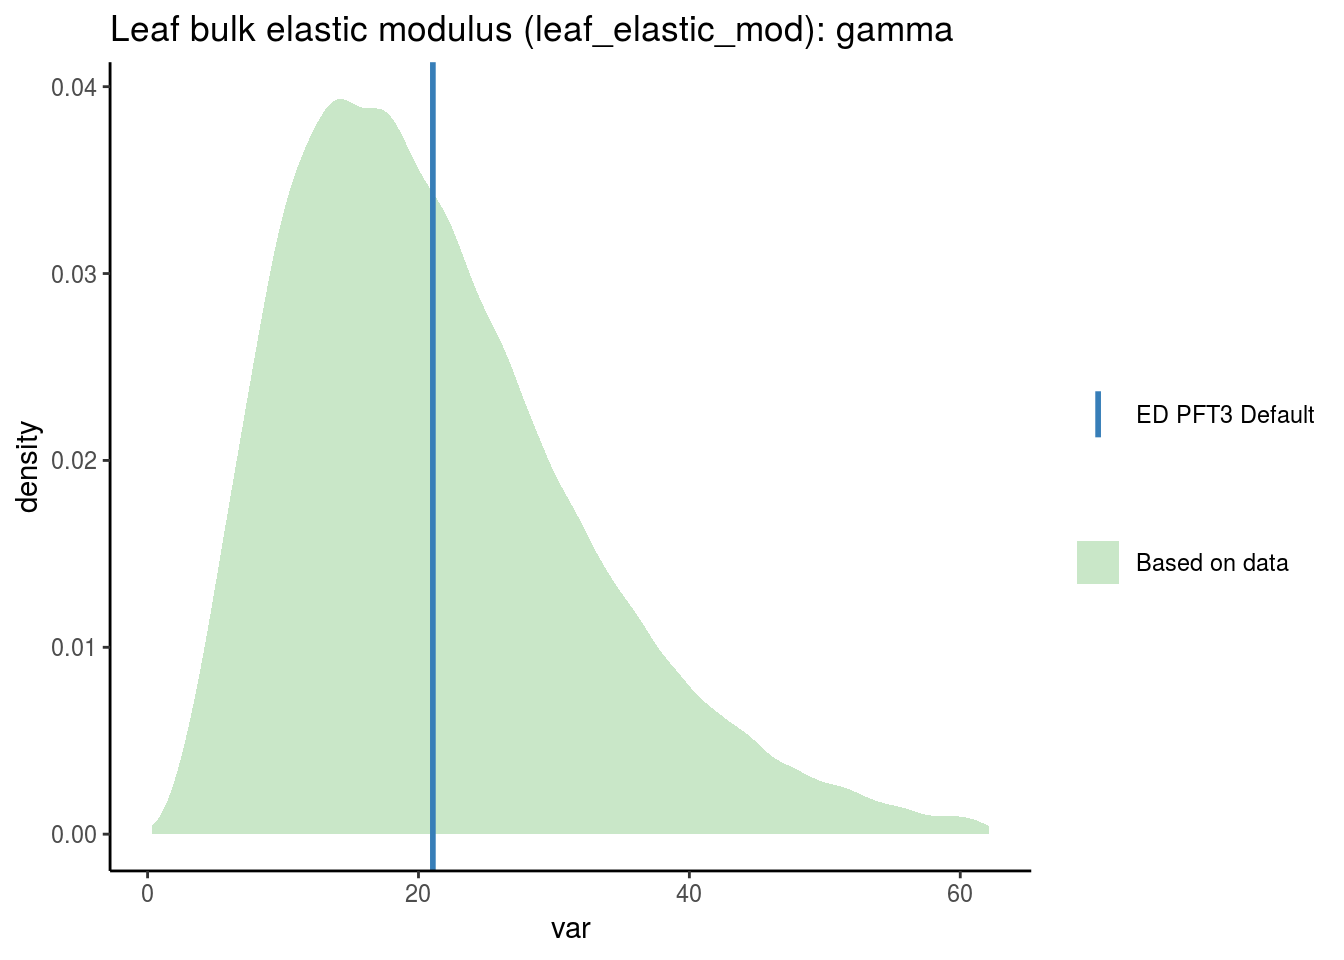 Leaf bulk elastic modulus (leaf_elastic_mod): gamma
0.04
0.03
0.02
0.01
0.00
density
0
20
40
60
var
ED PFT3 Default
Based on data